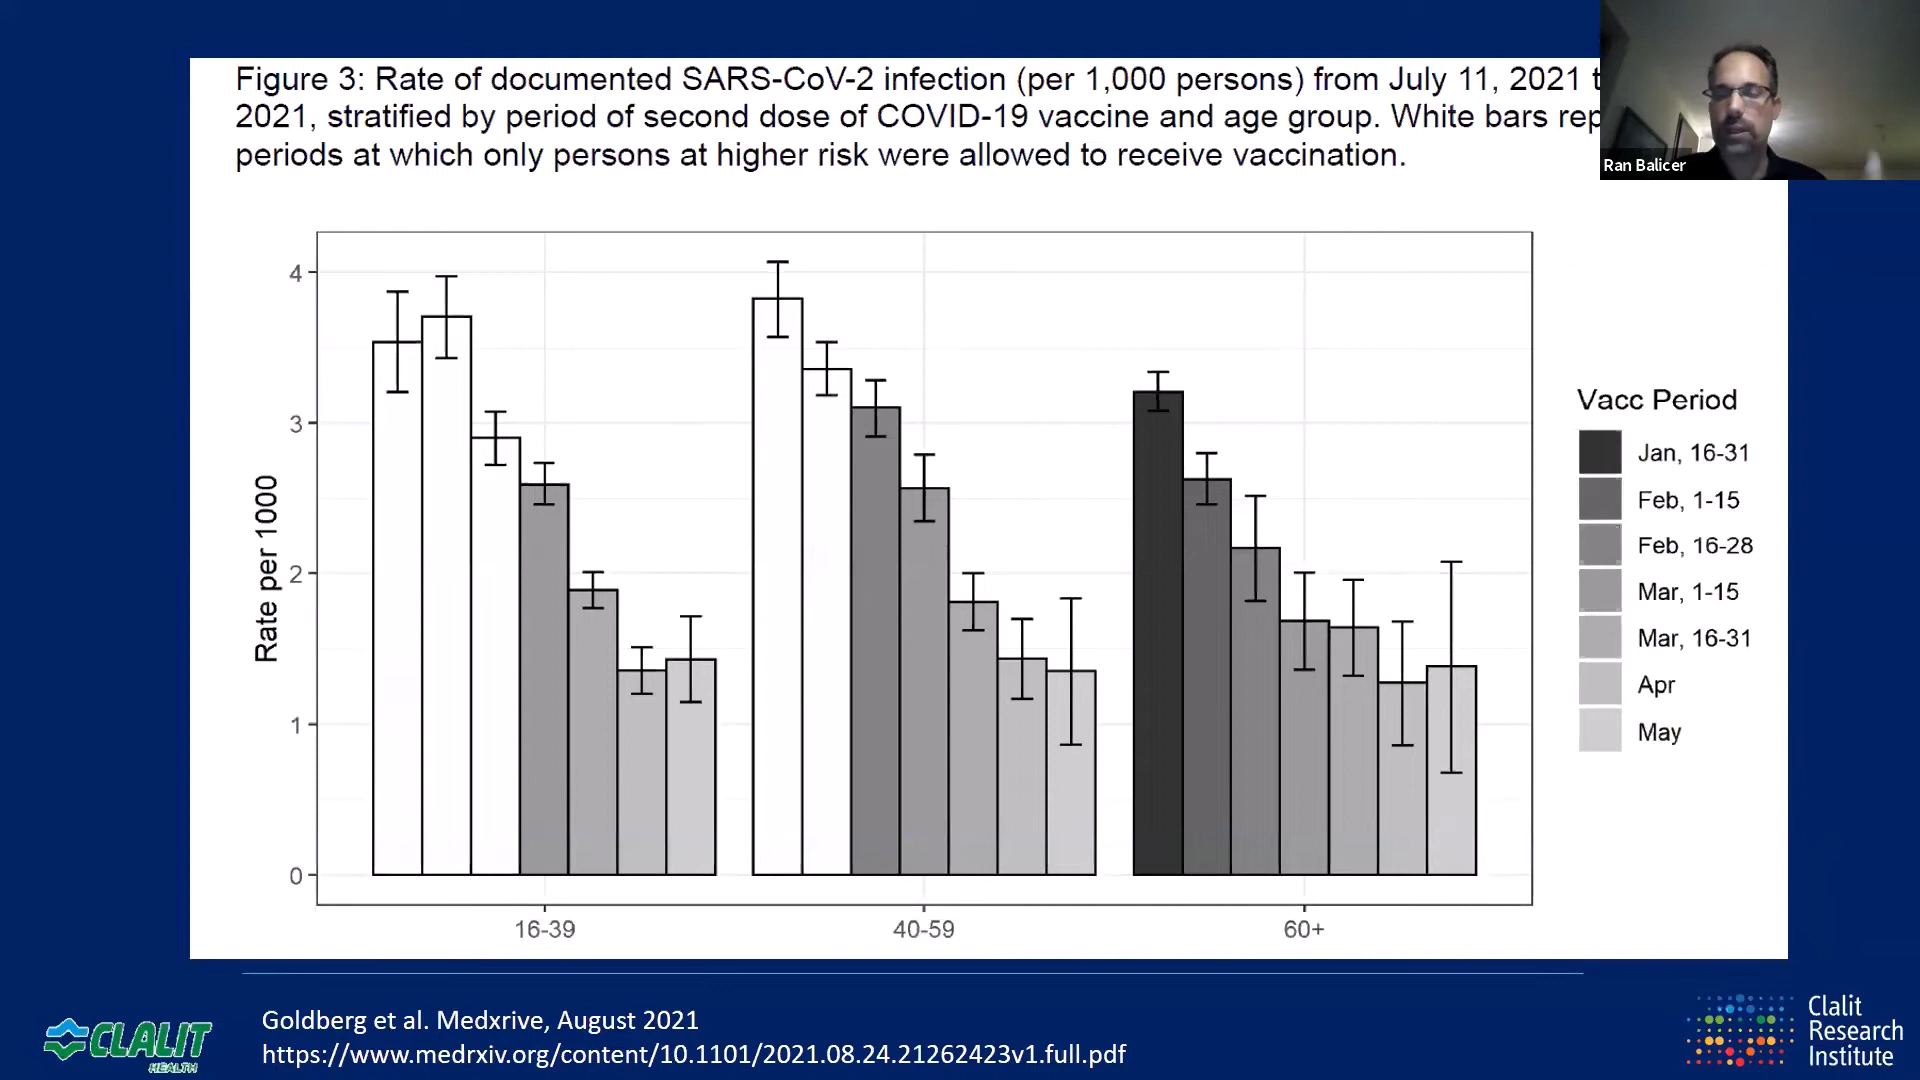 Figure 3: Rate of documented SARS-CoV-2 infection (per 1,000 persons) from July 11, 2021
2021, stratified by period of second dose of COVID-19 vaccine and age group. White bars
periods at which only persons at higher risk were allowed to receive vaccination.
Ran Balicer
4
3
2
1
0
Rate per 1000
16-39
40-59
60+
Vacc Period
Jan, 16-31
Feb, 1-15
Feb, 16-28
Mar, 1-15
Mar, 16-31
Apr
May
CLALIT
HEALTH
Goldberg et al. Medxrive, August 2021
https://www.medrxiv.org/content/10.1101/2021.08.24.21262423v1.full.pdf
Clalit
Research
Institute